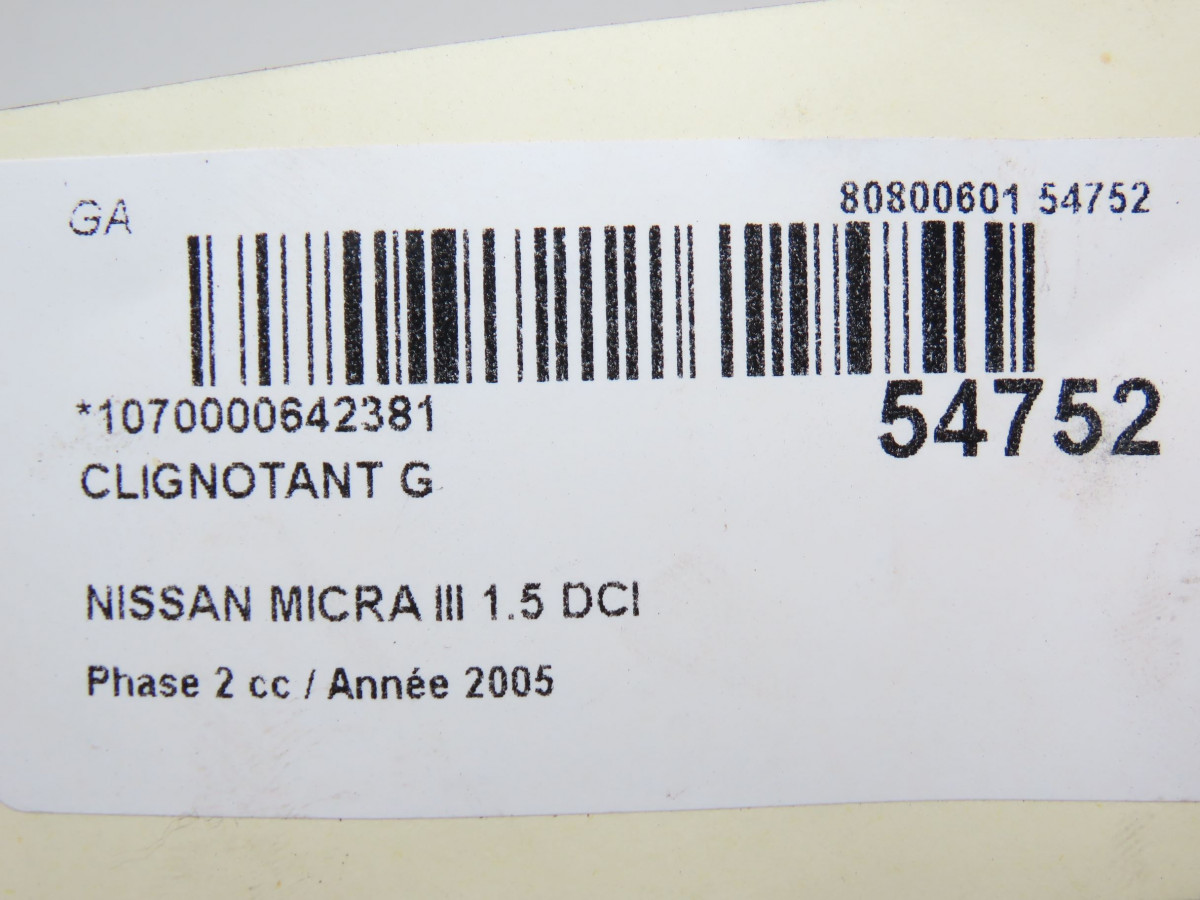 GA
80800601 54752
*1070000642381
54752
CLIGNOTANT G
NISSAN MICRA III 1.5 DCI
Phase 2 cc / Année 2005